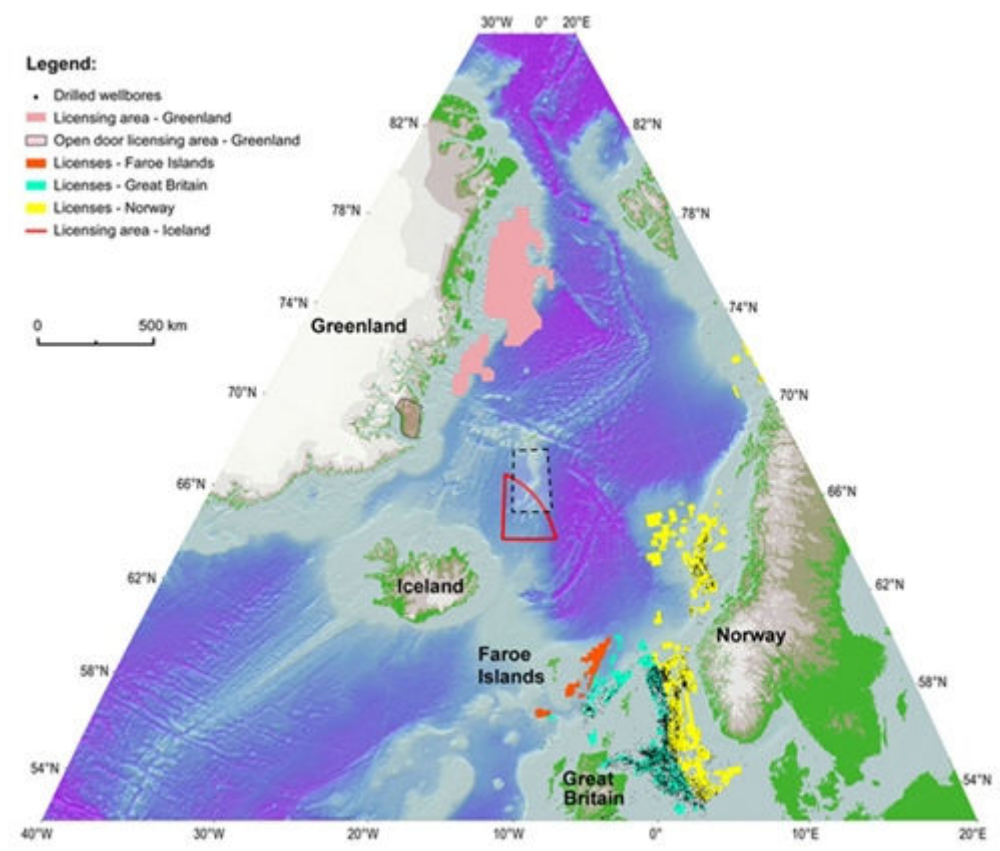 30°W 0° 20°E
Legend:
Drilled wellbores
Licensing area - Greenland
Open door licensing area - Greenland
Licenses - Faroe Islands
Licenses - Great Britain
Licenses - Norway
Licensing area - Iceland
82°N 82°N
78°N 78°N
74°N 74°N
0 500 km
Greenland
70°N 70°N
66°N 66°N
62°N 62°N
Iceland
Norway
Faroe
Islands
58°N 58°N
54°N 54°N
Great
Britain
40°W 30°W 20°W 10°W 0° 10°E 20°E